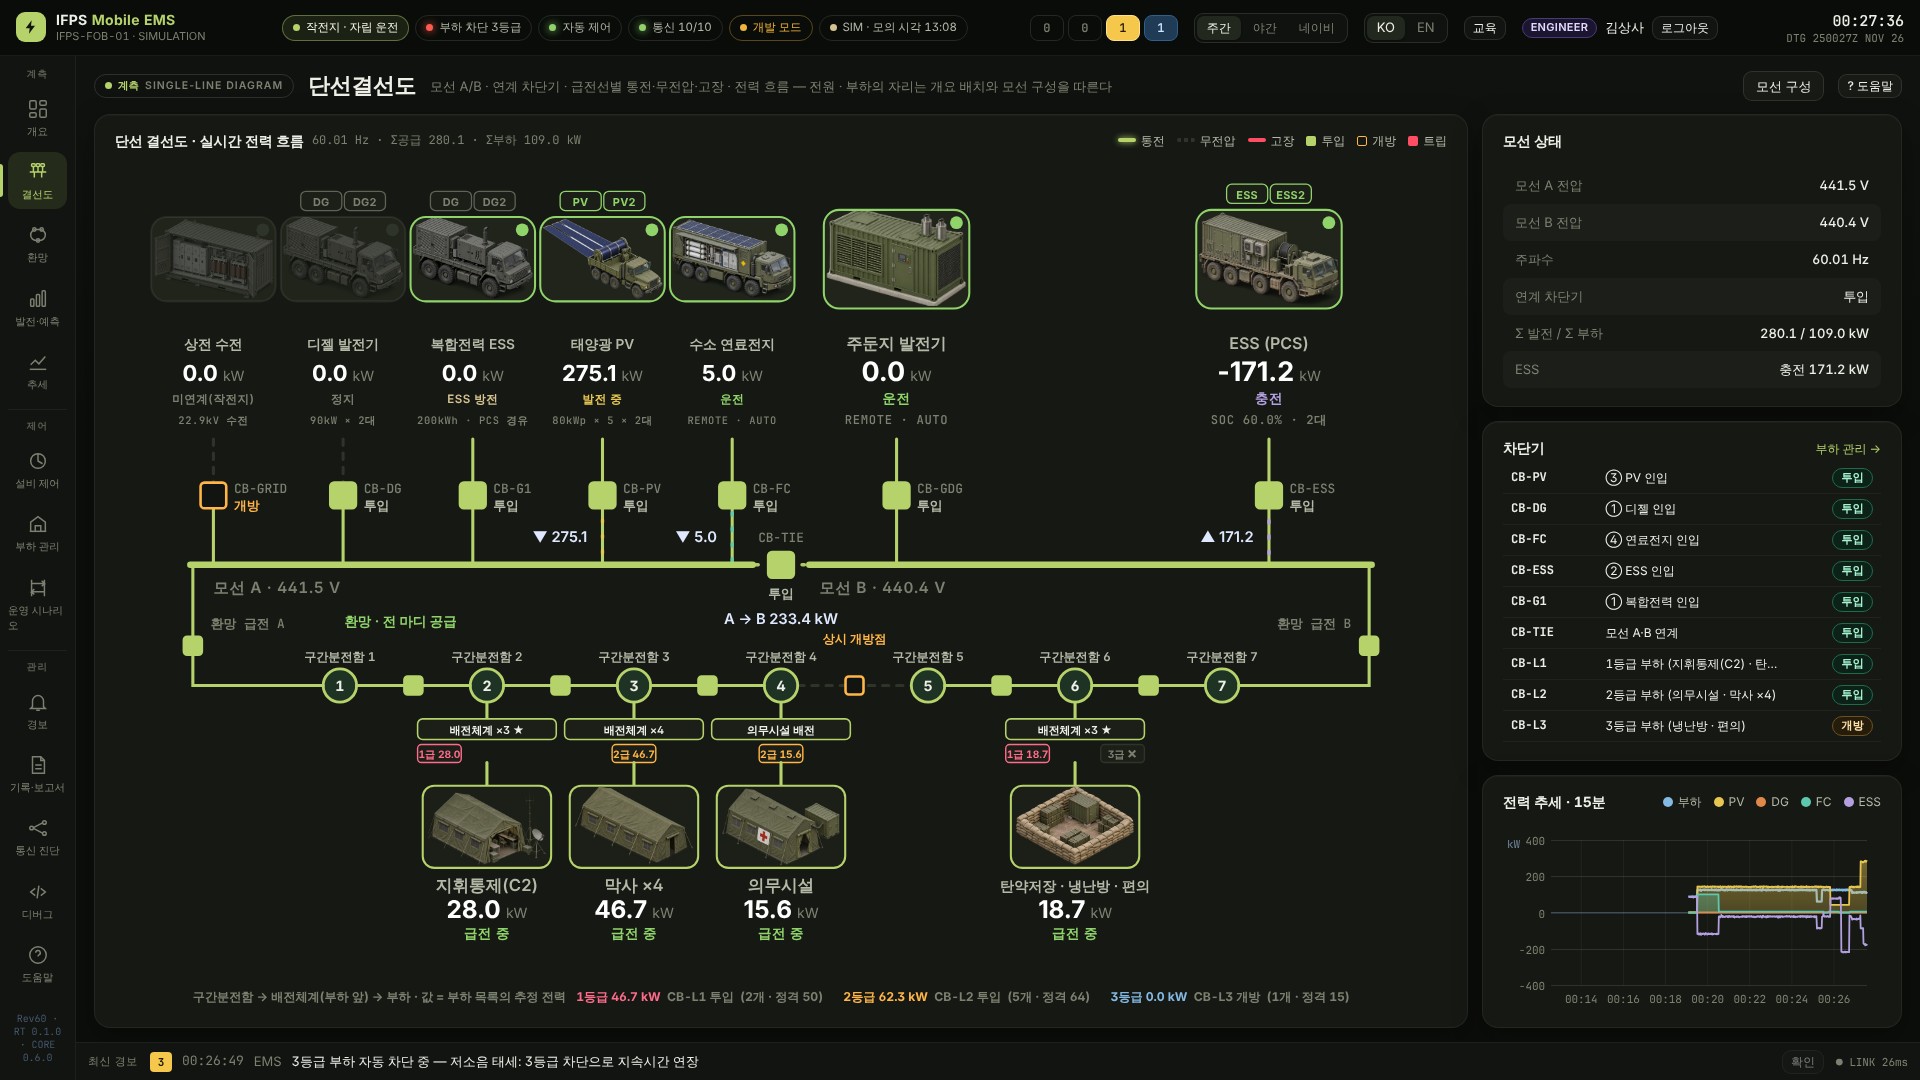 IFPS Mobile EMS
IFPS-FOB-01 · SIMULATION
작전지 · 자립 운전
부하 차단 3등급
자동 제어
통신 10/10
개발 모드
SIM · 모의 시각 13:08
0 0 1 1
주간 야간 네이비
KO EN
교육
ENGINEER 김상사 로그아웃
00:27:36
DTG 250027Z NOV 26
계측
개요
결선도
환망
발전·예측
추세
제어
설비 제어
부하 관리
운영 시나리오
관리
경보
기록·보고서
통신 진단
디버그
도움말
Rev60 ·
RT 0.1.0
· CORE
0.6.0
계측 SINGLE-LINE DIAGRAM
단선결선도
모선 A/B · 연계 차단기 · 급전선별 통전·무전압·고장 · 전력 흐름 — 전원 · 부하의 자리는 개요 배치와 모선 구성을 따른다
모선 구성
? 도움말
단선 결선도 · 실시간 전력 흐름 60.01 Hz · Σ공급 280.1 · Σ부하 109.0 kW
통전 무전압 고장 투입 개방 트립
DG DG2
DG DG2
PV PV2
ESS ESS2
상전 수전
0.0 kW
미연계(작전지)
22.9kV 수전
디젤 발전기
0.0 kW
정지
90kW × 2대
복합전력 ESS
0.0 kW
ESS 방전
200kWh · PCS 경유
태양광 PV
275.1 kW
발전 중
80kWp × 5 × 2대
수소 연료전지
5.0 kW
운전
REMOTE · AUTO
주둔지 발전기
0.0 kW
운전
REMOTE · AUTO
ESS (PCS)
-171.2 kW
충전
SOC 60.0% · 2대
CB-GRID
개방
CB-DG
투입
CB-G1
투입
CB-PV
투입
CB-FC
투입
CB-GDG
투입
CB-ESS
투입
▼ 275.1
▼ 5.0
CB-TIE
▲ 171.2
투입
모선 A · 441.5 V
모선 B · 440.4 V
환망 급전 A
환망 · 전 마디 공급
A → B 233.4 kW
상시 개방점
환망 급전 B
구간분전함 1
구간분전함 2
구간분전함 3
구간분전함 4
구간분전함 5
구간분전함 6
구간분전함 7
1 2 3 4 5 6 7
배전체계 ×3 ★
배전체계 ×4
의무시설 배전
배전체계 ×3 ★
1급 28.0
2급 46.7
2급 15.6
1급 18.7
3급 ✕
지휘통제(C2)
28.0 kW
급전 중
막사 ×4
46.7 kW
급전 중
의무시설
15.6 kW
급전 중
탄약저장 · 냉난방 · 편의
18.7 kW
급전 중
구간분전함 → 배전체계(부하 앞) → 부하 · 값 = 부하 목록의 추정 전력 1등급 46.7 kW CB-L1 투입 (2개 · 정격 50) 2등급 62.3 kW CB-L2 투입 (5개 · 정격 64) 3등급 0.0 kW CB-L3 개방 (1개 · 정격 15)
모선 상태
모선 A 전압 441.5 V
모선 B 전압 440.4 V
주파수 60.01 Hz
연계 차단기 투입
Σ 발전 / Σ 부하 280.1 / 109.0 kW
ESS 충전 171.2 kW
차단기 부하 관리 →
CB-PV ③ PV 인입 투입
CB-DG ① 디젤 인입 투입
CB-FC ④ 연료전지 인입 투입
CB-ESS ② ESS 인입 투입
CB-G1 ① 복합전력 인입 투입
CB-TIE 모선 A·B 연계 투입
CB-L1 1등급 부하 (지휘통제(C2) · 탄... 투입
CB-L2 2등급 부하 (의무시설 · 막사 ×4) 투입
CB-L3 3등급 부하 (냉난방 · 편의) 개방
전력 추세 · 15분
부하 PV DG FC ESS
kW 400
200
0
-200
-400
00:14 00:16 00:18 00:20 00:22 00:24 00:26
최신 경보 3 00:26:49 EMS 3등급 부하 자동 차단 중 — 저소음 태세: 3등급 차단으로 지속시간 연장
확인
LINK 26ms